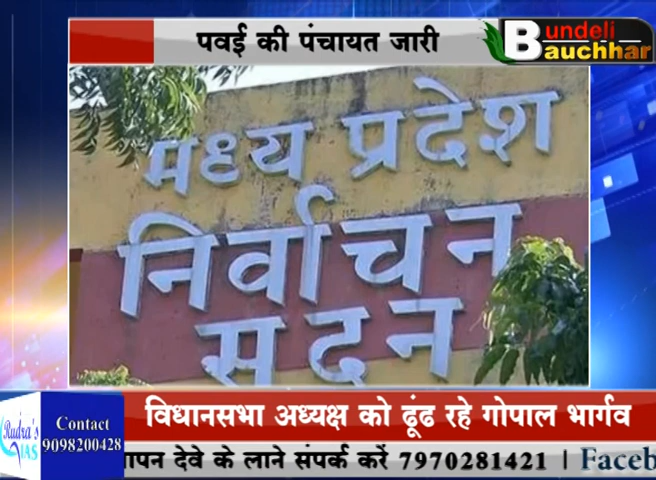 पवई की पंचायत जारी
Bundeli
Bauchhar
मध्य प्रदेश
निर्वाचन
सदन
Rudra's
IAS
Contact
9098200428
विधानसभा अध्यक्ष को ढूंढ रहे गोपाल भार्गव
देवे के लाने संपर्क करें 7970281421 |